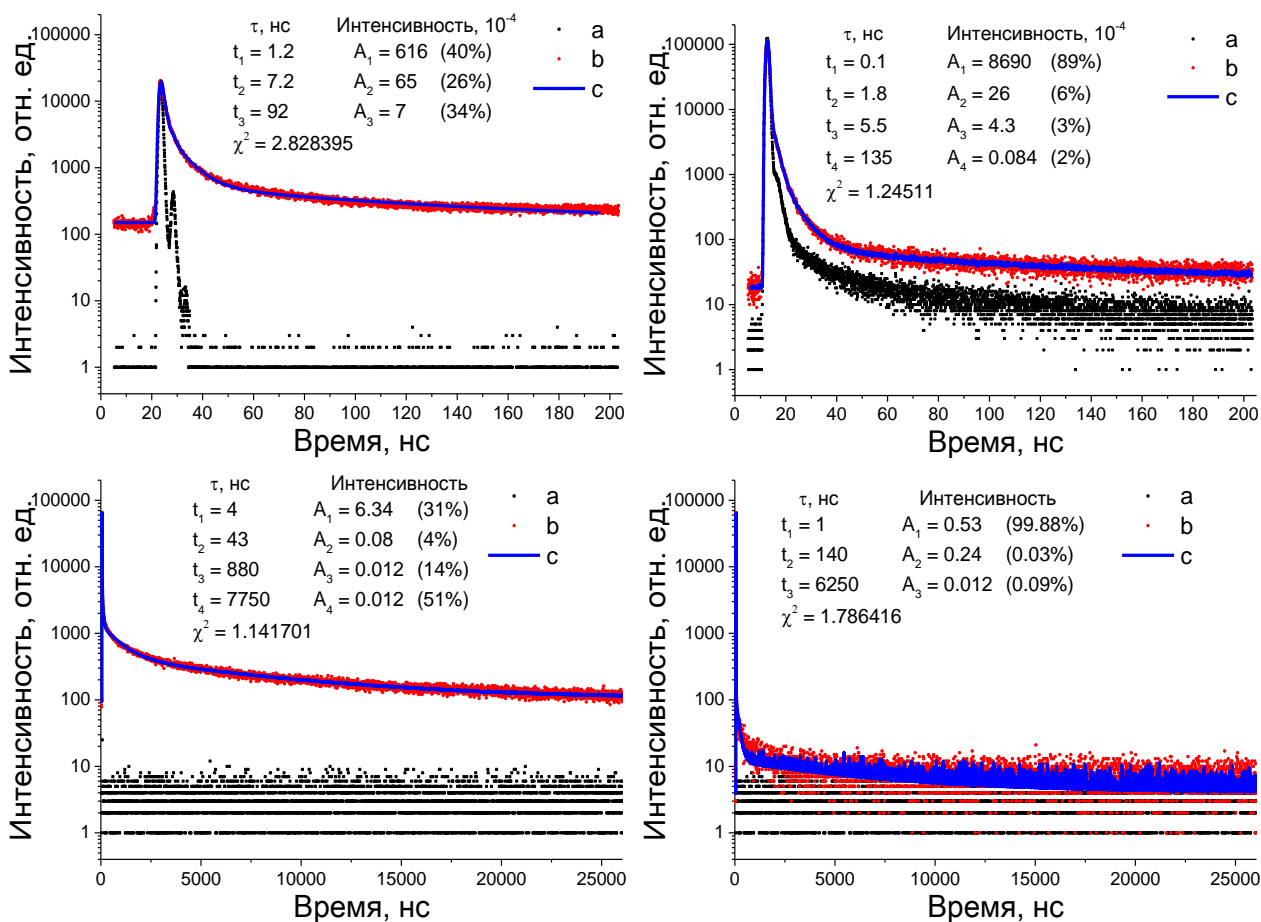 τ, нс Интенсивность, 10⁻⁴
t₁ = 1.2 A₁ = 616 (40%)
t₂ = 7.2 A₂ = 65 (26%)
t₃ = 92 A₃ = 7 (34%)
χ² = 2.828395
a
b
c
Интенсивность, отн. ед.
100000
10000
1000
100
10
1
0 20 40 60 80 100 120 140 160 180 200
Время, нс
τ, нс Интенсивность, 10⁻⁴
t₁ = 0.1 A₁ = 8690 (89%)
t₂ = 1.8 A₂ = 26 (6%)
t₃ = 5.5 A₃ = 4.3 (3%)
t₄ = 135 A₄ = 0.084 (2%)
χ² = 1.24511
a
b
c
Интенсивность, отн. ед.
100000
10000
1000
100
10
1
0 20 40 60 80 100 120 140 160 180 200
Время, нс
τ, нс Интенсивность
t₁ = 4 A₁ = 6.34 (31%)
t₂ = 43 A₂ = 0.08 (4%)
t₃ = 880 A₃ = 0.012 (14%)
t₄ = 7750 A₄ = 0.012 (51%)
χ² = 1.141701
a
b
c
Интенсивность, отн. ед.
100000
10000
1000
100
10
1
0 5000 10000 15000 20000 25000
Время, нс
τ, нс Интенсивность
t₁ = 1 A₁ = 0.53 (99.88%)
t₂ = 140 A₂ = 0.24 (0.03%)
t₃ = 6250 A₃ = 0.012 (0.09%)
χ² = 1.786416
a
b
c
Интенсивность, отн. ед.
100000
10000
1000
100
10
1
0 5000 10000 15000 20000 25000
Время, нс